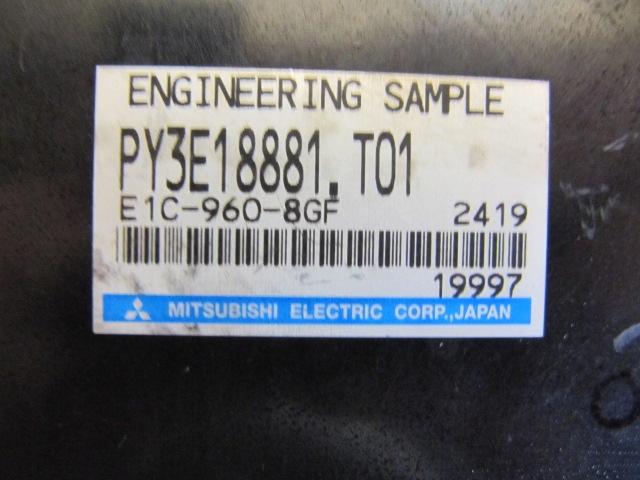 ENGINEERING SAMPLE
PY3E18881.T01
E1C-960-8GF 2419
19997
MITSUBISHI ELECTRIC CORP.,JAPAN